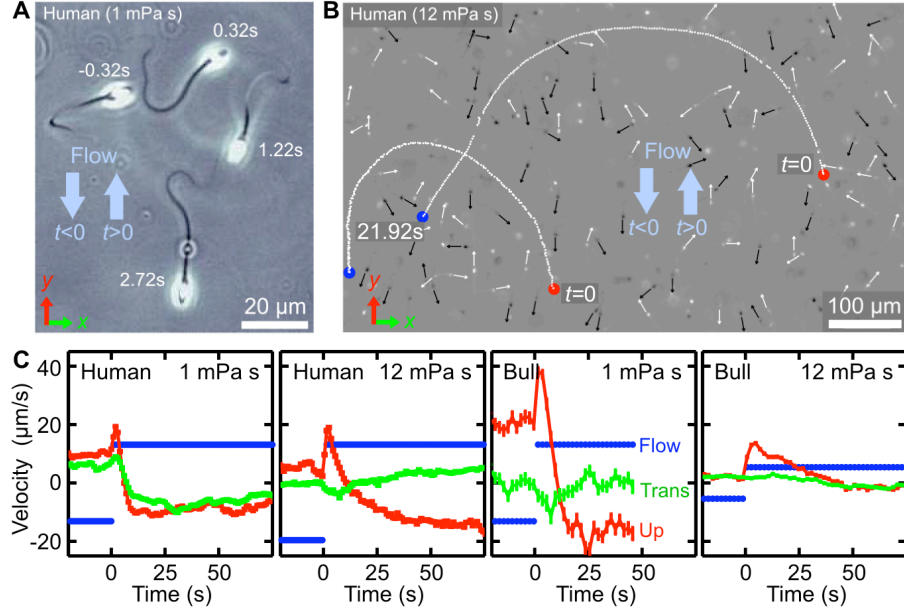 A
Human (1 mPa s)
0.32s
-0.32s
1.22s
Flow
t<0 t>0
2.72s
y
x
20 μm
B
Human (12 mPa s)
Flow
t<0 t>0
t=0
21.92s
t=0
y
x
100 μm
C
Velocity (μm/s)
40
20
0
-20
Human 1 mPa s
0 25 50
Time (s)
Human 12 mPa s
0 25 50
Time (s)
Bull 1 mPa s
Flow
Trans
Up
0 25 50
Time (s)
Bull 12 mPa s
0 25 50
Time (s)